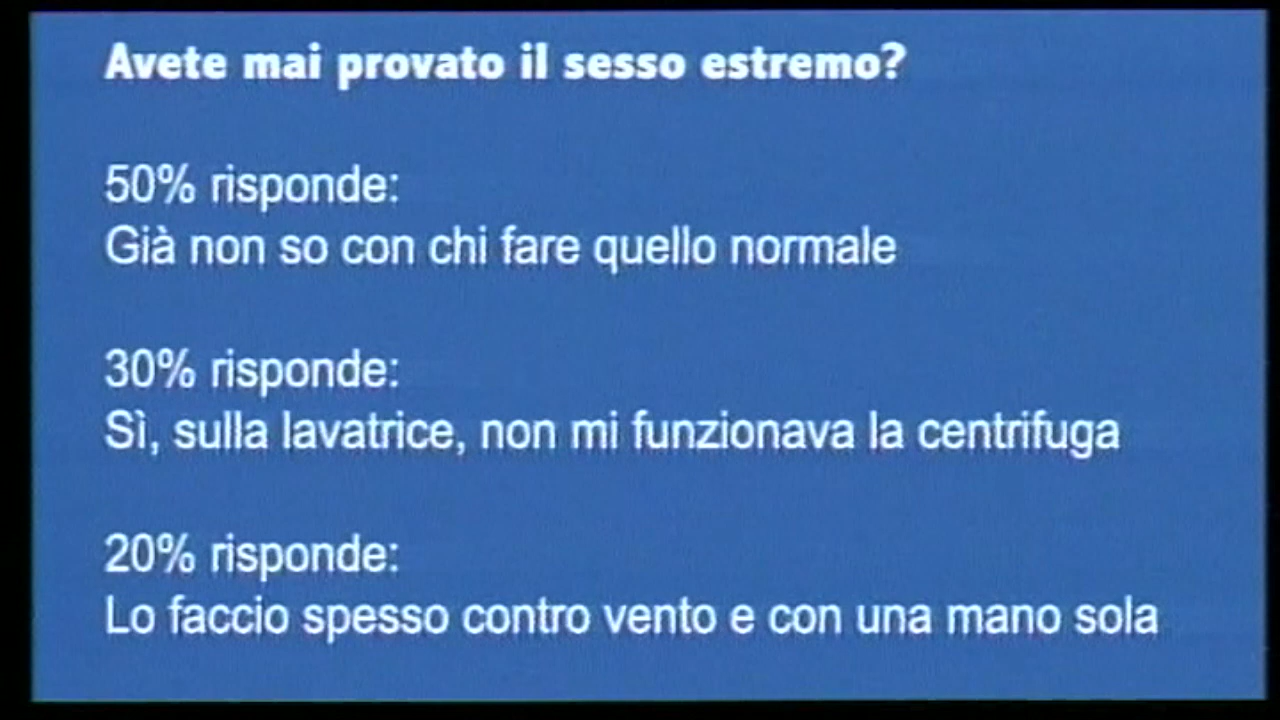 Avete mai provato il sesso estremo?
50% risponde:
Già non so con chi fare quello normale
30% risponde:
Sì, sulla lavatrice, non mi funzionava la centrifuga
20% risponde:
Lo faccio spesso contro vento e con una mano sola